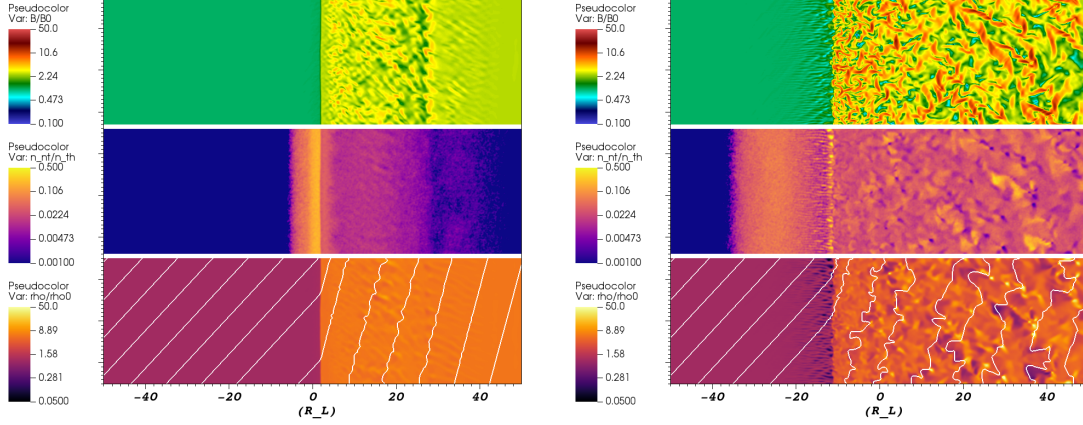 Pseudocolor
Var: B/B0
50.0
10.6
2.24
0.473
0.100
Pseudocolor
Var: n_nt/n_th
0.500
0.106
0.0224
0.00473
0.00100
Pseudocolor
Var: rho/rho0
50.0
8.89
1.58
0.281
0.0500
-40 -20 0 20 40
(R_L)
Pseudocolor
Var: B/B0
50.0
10.6
2.24
0.473
0.100
Pseudocolor
Var: n_nt/n_th
0.500
0.106
0.0224
0.00473
0.00100
Pseudocolor
Var: rho/rho0
50.0
8.89
1.58
0.281
0.0500
-40 -20 0 20 40
(R_L)